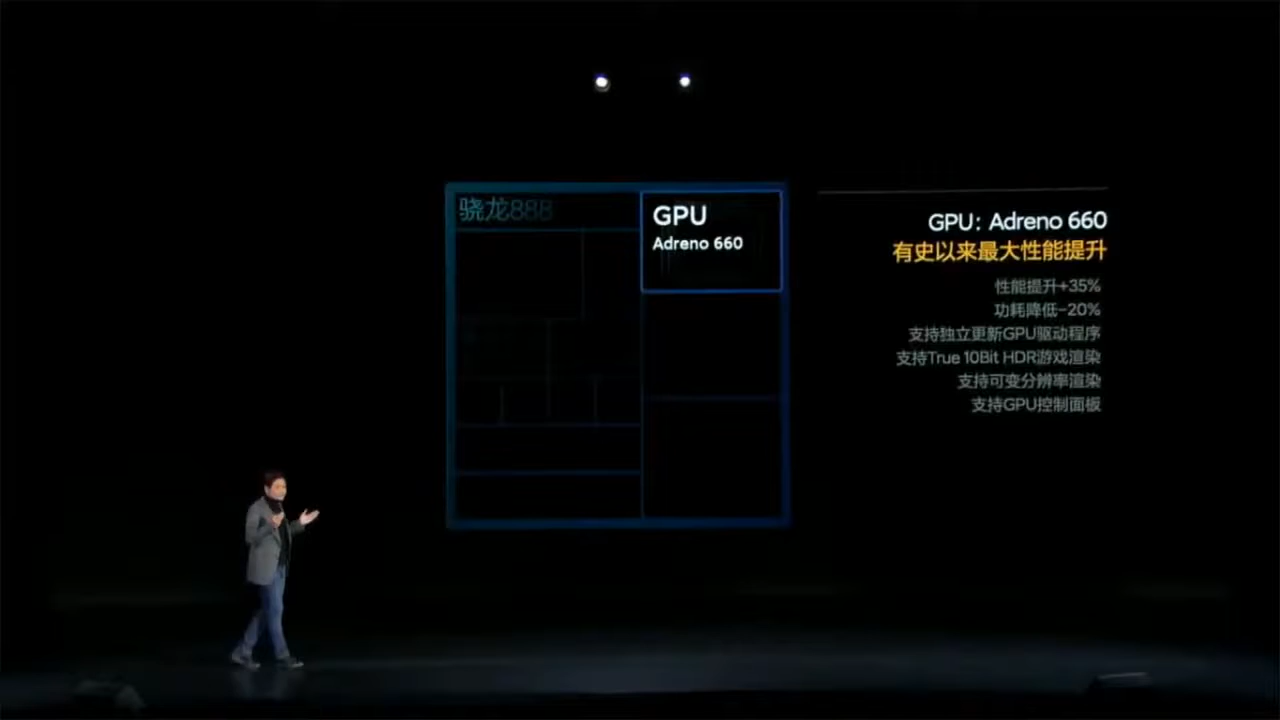 骁龙888
GPU
Adreno 660
GPU: Adreno 660
有史以来最大性能提升
性能提升+35%
功耗降低-20%
支持独立更新GPU驱动程序
支持True 10Bit HDR游戏渲染
支持可变分辨率渲染
支持GPU控制面板